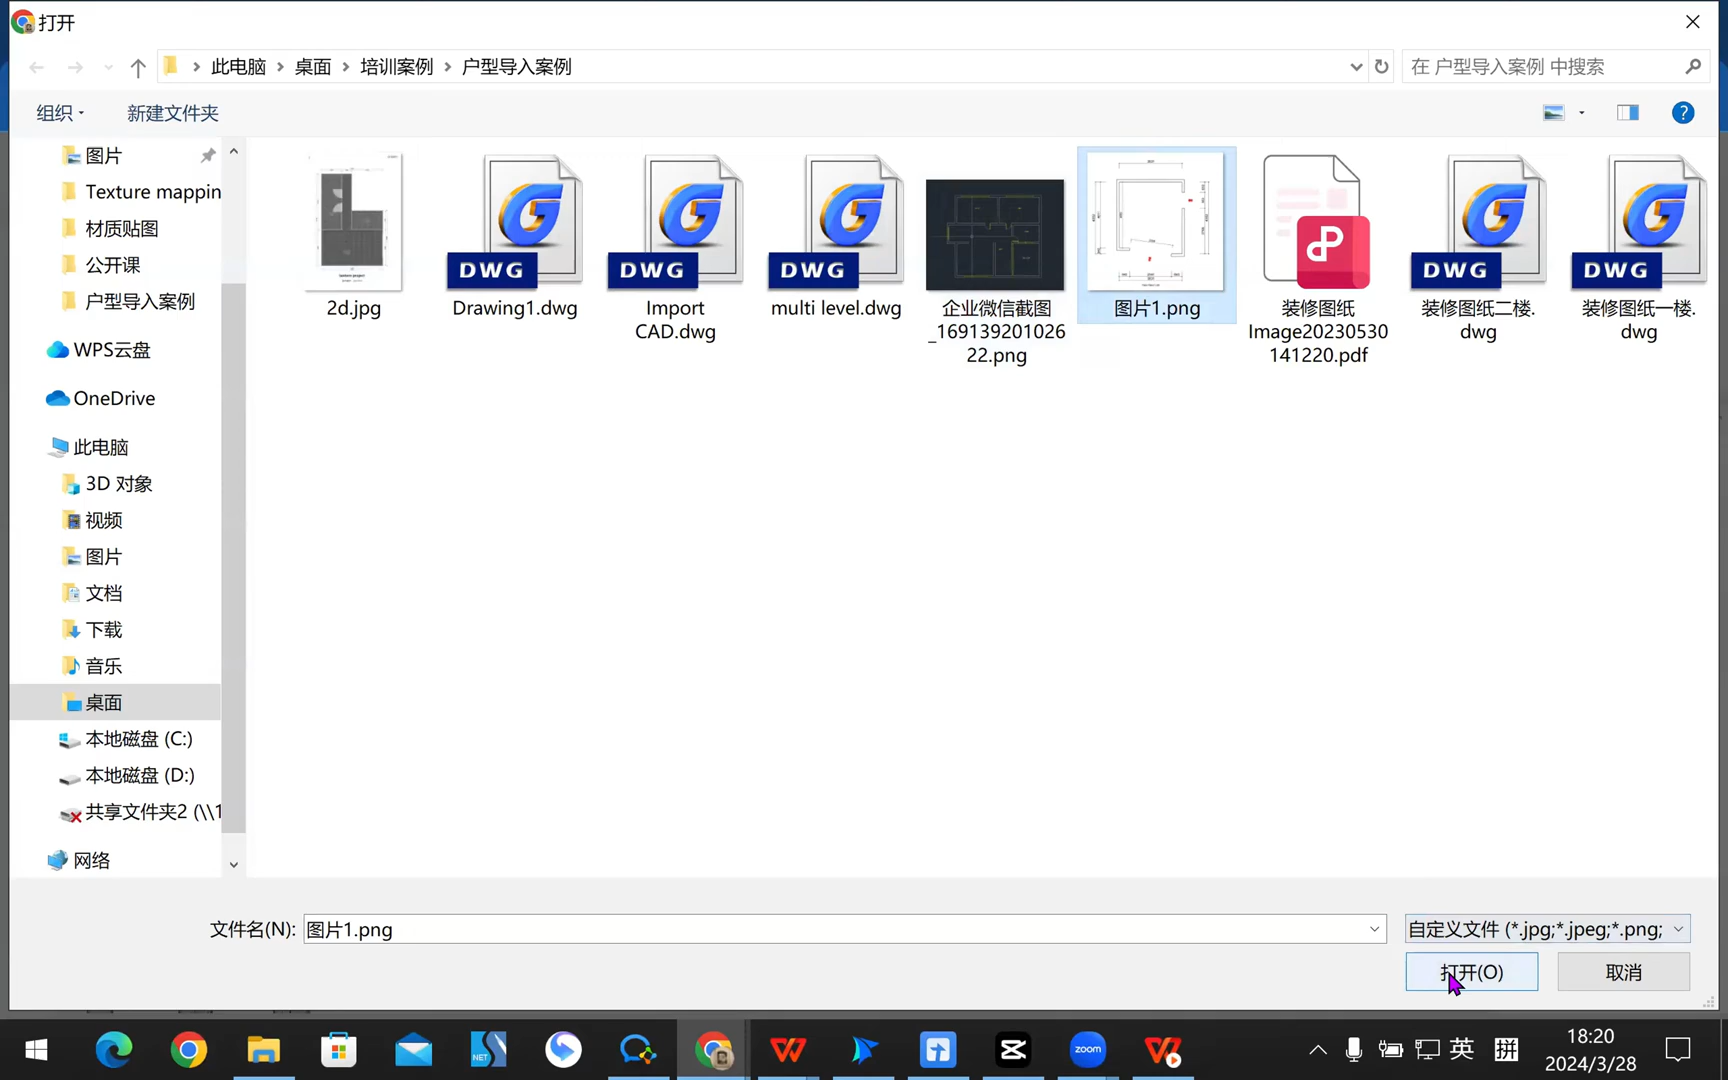 打开
此电脑 桌面 培训案例 户型导入案例
在 户型导入案例 中搜索
组织 新建文件夹
图片
Texture mappin
材质贴图
公开课
户型导入案例
WPS云盘
OneDrive
此电脑
3D 对象
视频
图片
文档
下载
音乐
桌面
本地磁盘 (C:)
本地磁盘 (D:)
共享文件夹2 (\\1
网络
DWG
DWG
DWG
DWG
DWG
2d.jpg
Drawing1.dwg
Import
CAD.dwg
multi level.dwg
企业微信截图
_169139201026
22.png
图片1.png
装修图纸
Image20230530
141220.pdf
装修图纸二楼.
dwg
装修图纸一楼.
dwg
文件名(N): 图片1.png
自定义文件 (*.jpg;*.jpeg;*.png;
打开(O)
取消
NET
zoom
英
拼
18:20
2024/3/28